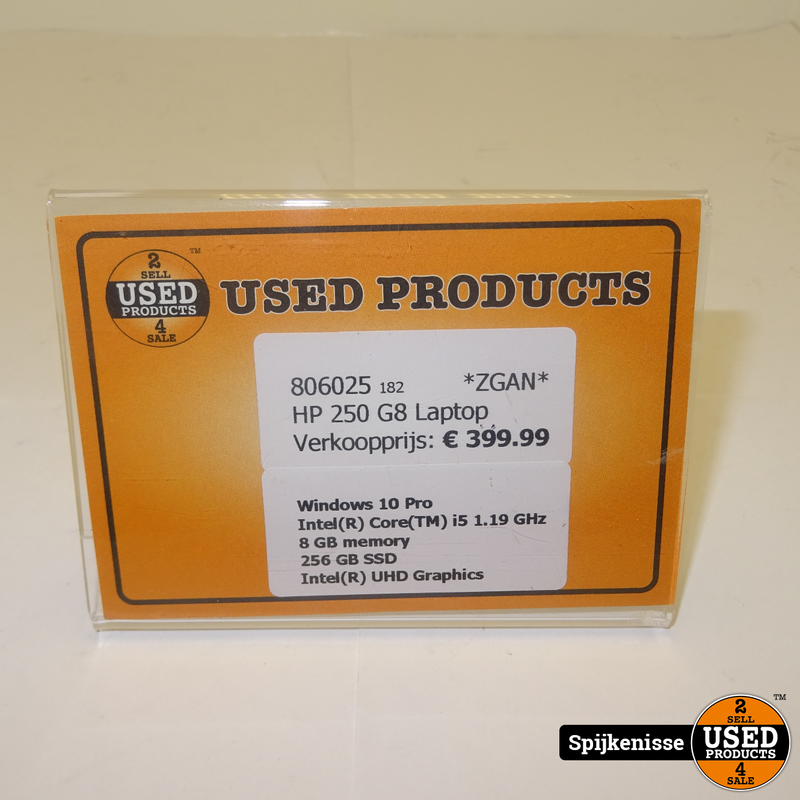 2
SELL
USED
PRODUCTS
4
SALE
TM
USED PRODUCTS
806025 182 *ZGAN*
HP 250 G8 Laptop
Verkoopprijs: € 399.99
Windows 10 Pro
Intel(R) Core(TM) i5 1.19 GHz
8 GB memory
256 GB SSD
Intel(R) UHD Graphics
Spijkenisse
2
SELL
USED
PRODUCTS
4
SALE
TM